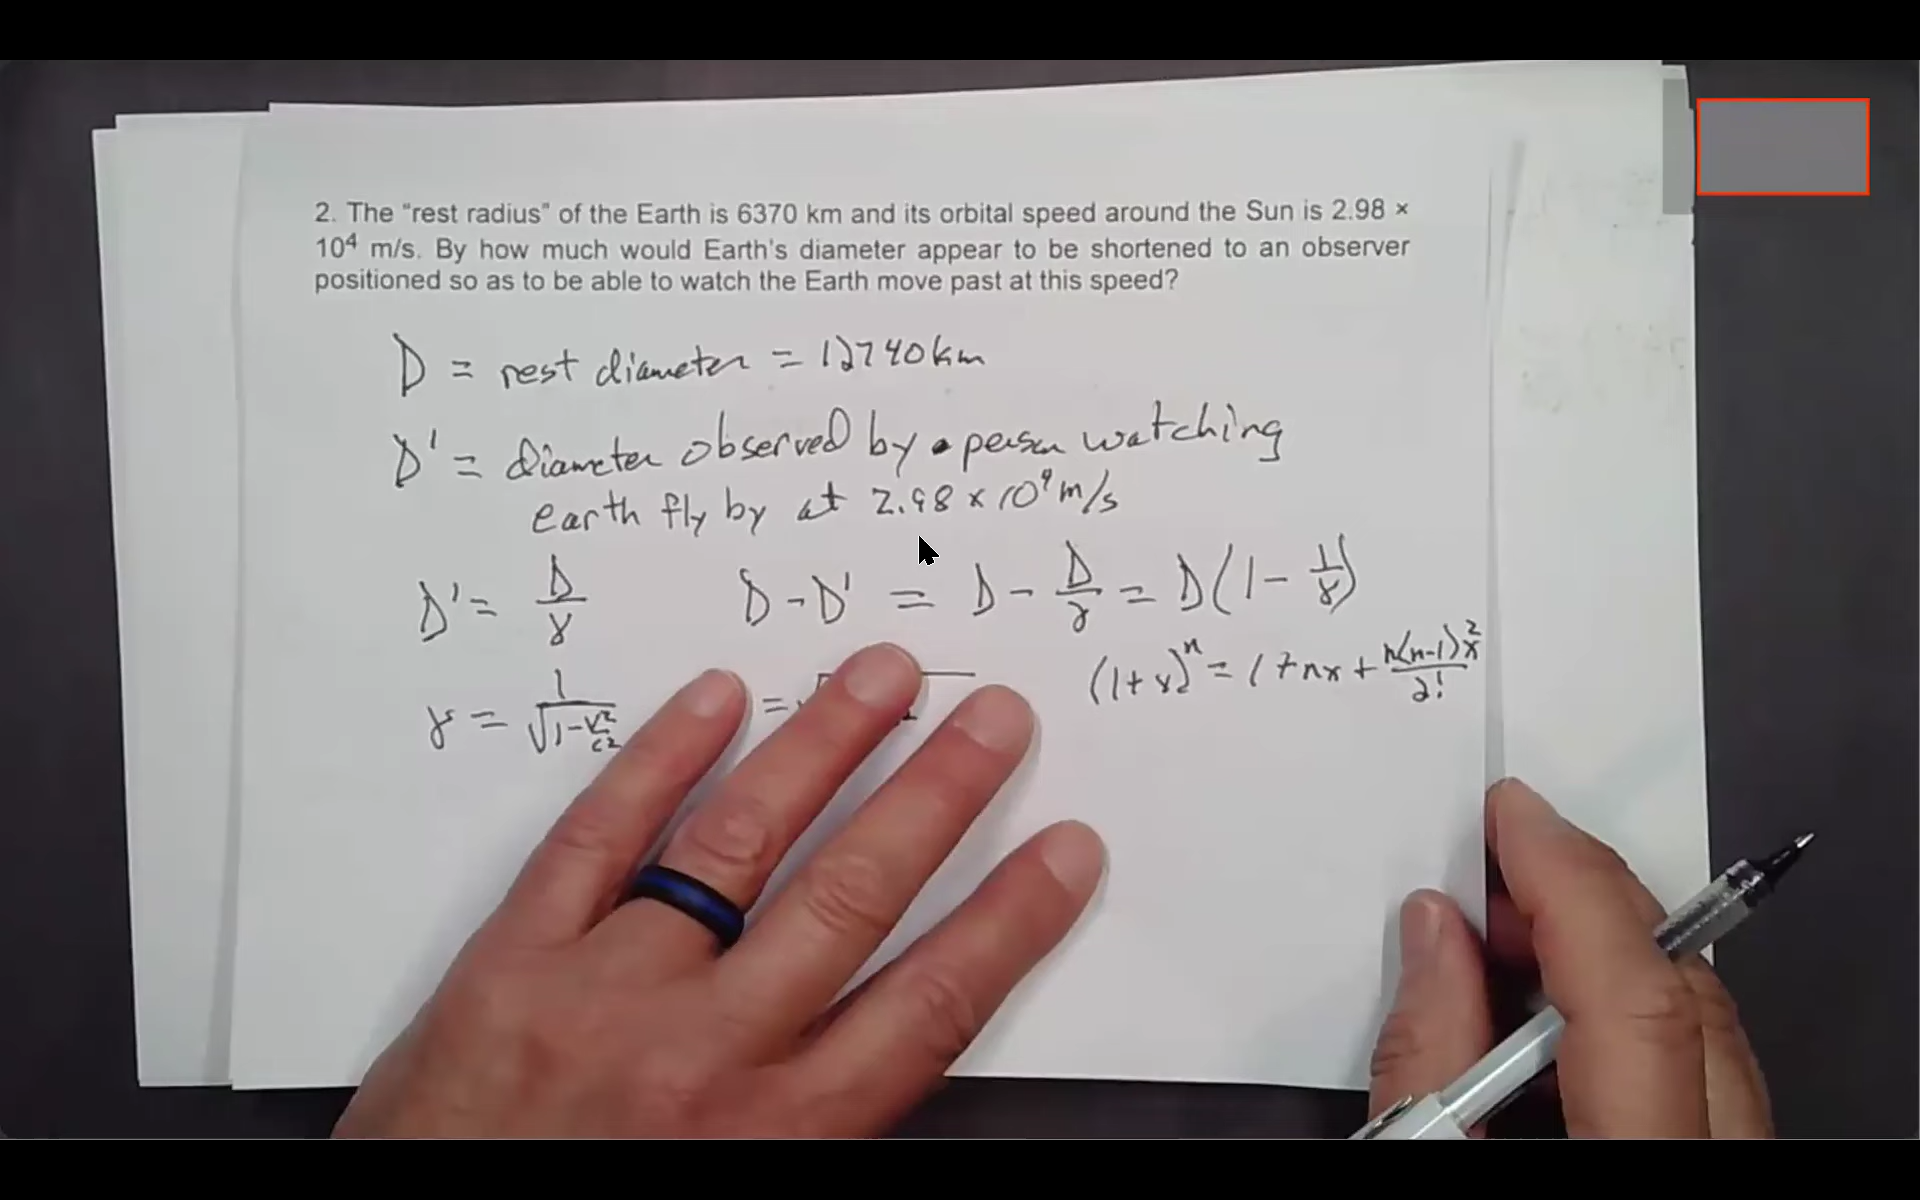 2. The "rest radius" of the Earth is 6370 km and its orbital speed around the Sun is 2.98 ×
10⁴ m/s. By how much would Earth's diameter appear to be shortened to an observer
positioned so as to be able to watch the Earth move past at this speed?
D = rest diameter = 12740 km
D' = diameter observed by person watching
earth fly by at 2.98 × 10⁴ m/s
D' = D/γ D - D' = D - D/γ = D(1 - 1/γ)
(1+x)ⁿ = 1 + nx + n(n-1)x²/2!
γ = 1/√(1-v²/c²) =